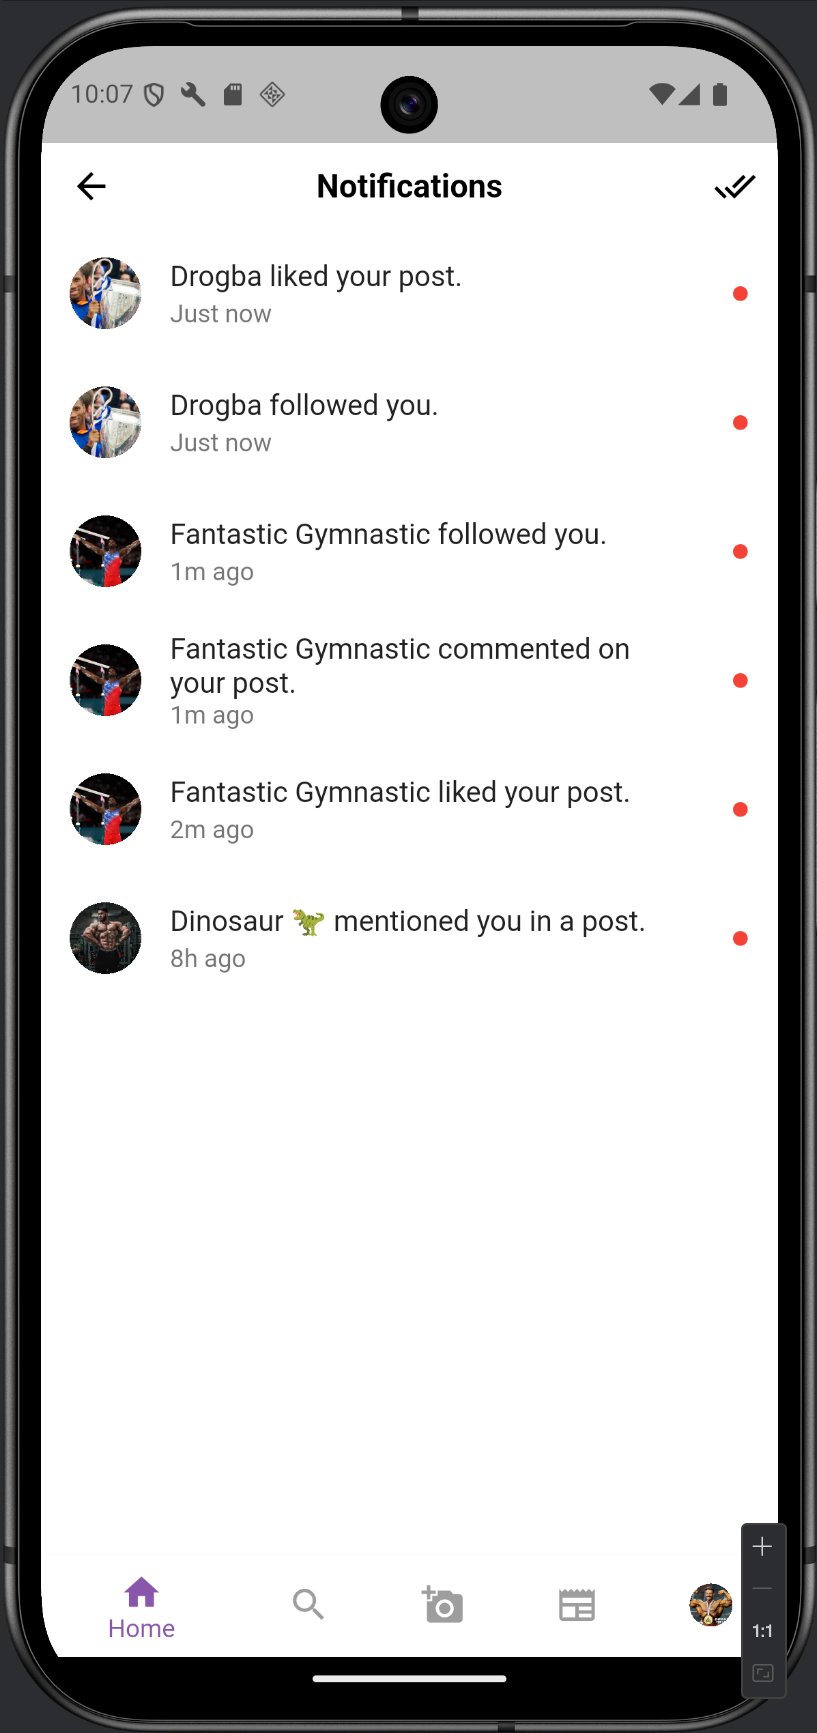 10:07
Notifications
Drogba liked your post.
Just now
Drogba followed you.
Just now
Fantastic Gymnastic followed you.
1m ago
Fantastic Gymnastic commented on
your post.
1m ago
Fantastic Gymnastic liked your post.
2m ago
Dinosaur 🦖 mentioned you in a post.
8h ago
Home
1:1